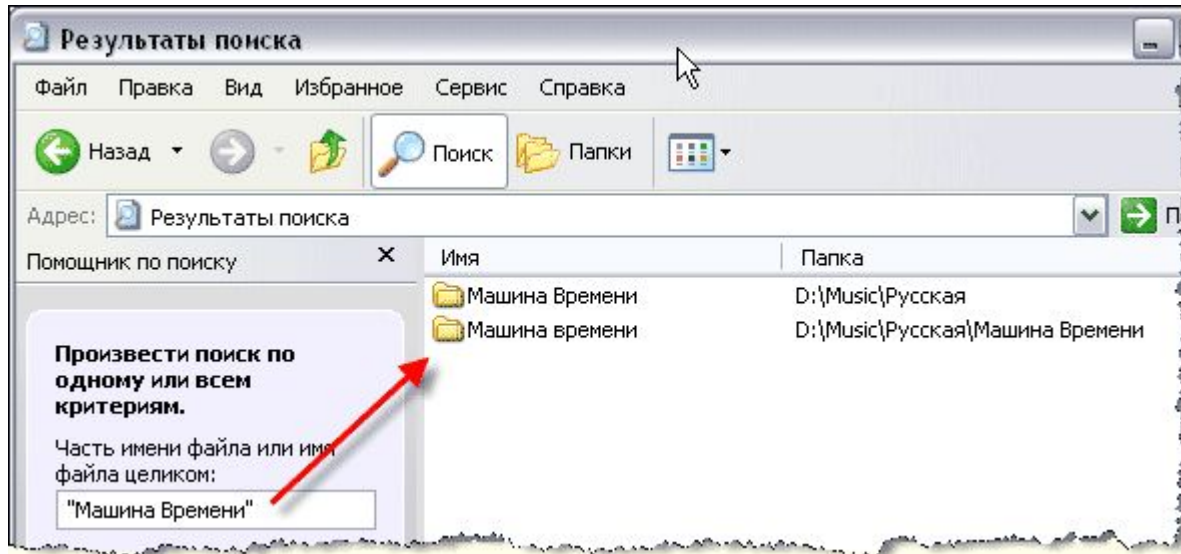 Результаты поиска
Файл Правка Вид Избранное Сервис Справка
Назад Поиск Папки
Адрес: Результаты поиска
Помощник по поиску
Имя Папка
Машина Времени D:\Music\Русская
Машина времени D:\Music\Русская\Машина Времени
Произвести поиск по
одному или всем
критериям.
Часть имени файла или имя
файла целиком:
"Машина Времени"